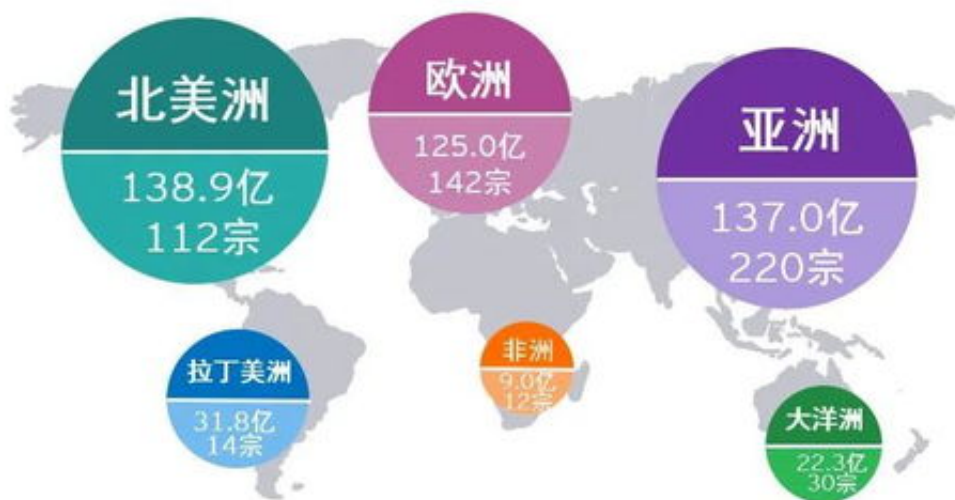 北美洲
138.9亿
112宗
欧洲
125.0亿
142宗
亚洲
137.0亿
220宗
拉丁美洲
31.8亿
14宗
非洲
9.0亿
12宗
大洋洲
22.3亿
30宗